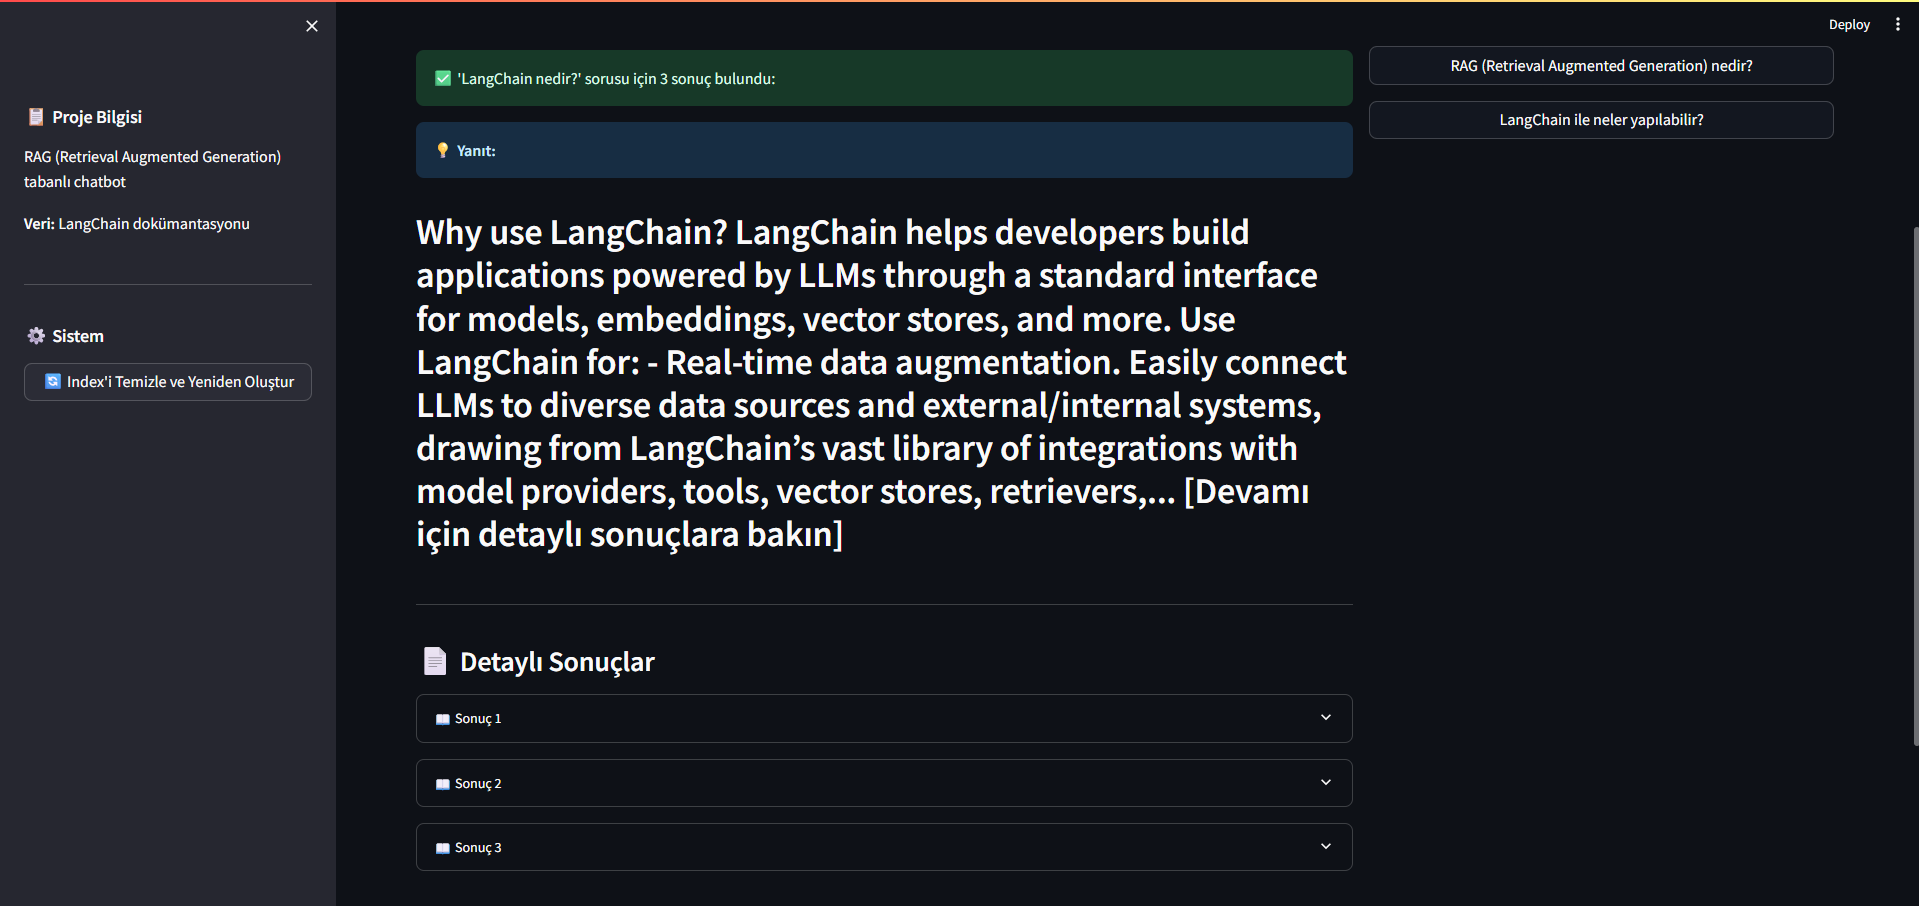 Proje Bilgisi
RAG (Retrieval Augmented Generation)
tabanlı chatbot
Veri: LangChain dokümantasyonu
Sistem
Index'i Temizle ve Yeniden Oluştur
Deploy
'LangChain nedir?' sorusu için 3 sonuç bulundu:
Yanıt:
Why use LangChain? LangChain helps developers build
applications powered by LLMs through a standard interface
for models, embeddings, vector stores, and more. Use
LangChain for: - Real-time data augmentation. Easily connect
LLMs to diverse data sources and external/internal systems,
drawing from LangChain’s vast library of integrations with
model providers, tools, vector stores, retrievers,... [Devamı
için detaylı sonuçlara bakın]
Detaylı Sonuçlar
Sonuç 1
Sonuç 2
Sonuç 3
RAG (Retrieval Augmented Generation) nedir?
LangChain ile neler yapılabilir?